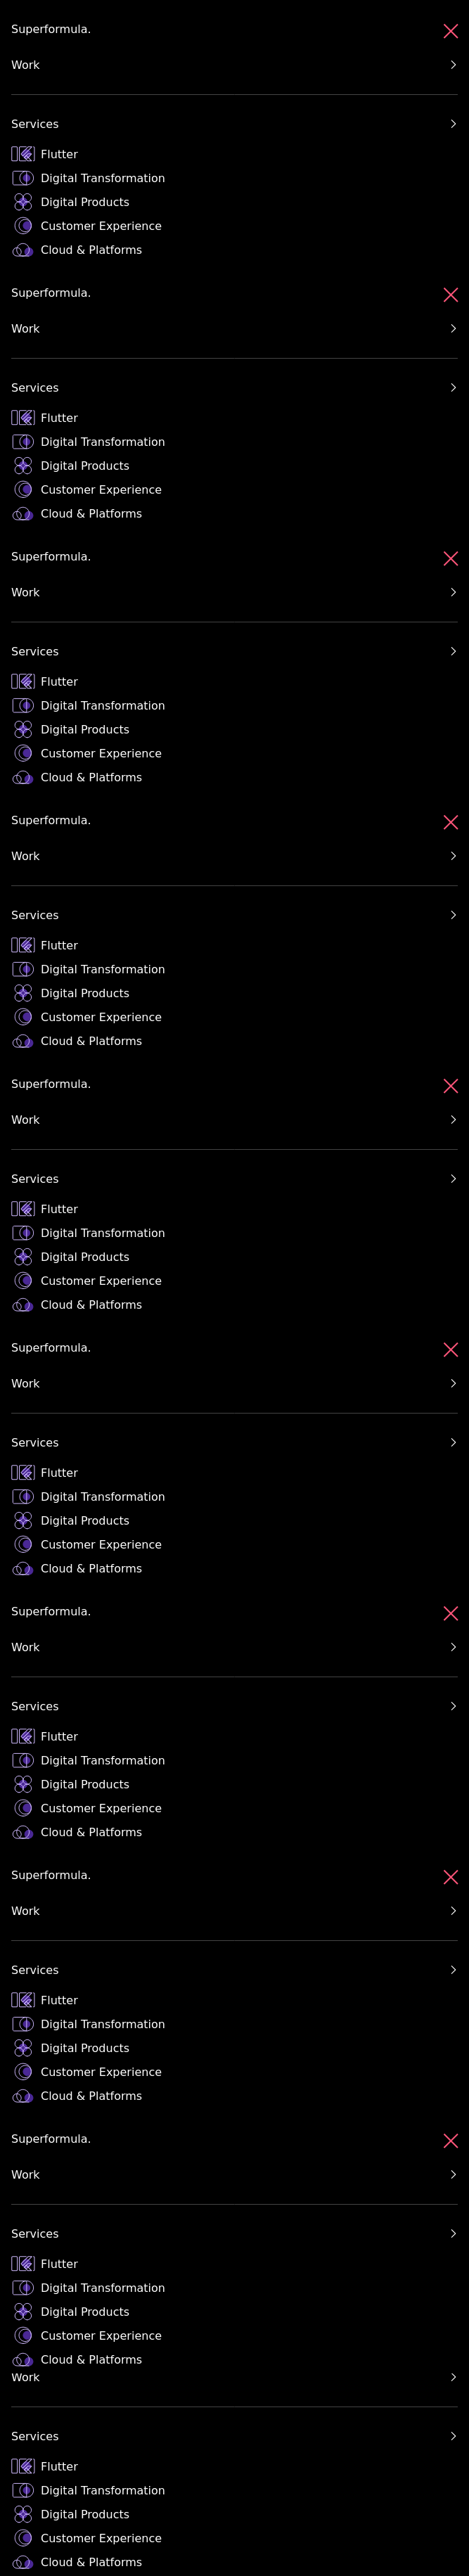 Superformula.
Work
Services
Flutter
Digital Transformation
Digital Products
Customer Experience
Cloud & Platforms
Superformula.
Work
Services
Flutter
Digital Transformation
Digital Products
Customer Experience
Cloud & Platforms
Superformula.
Work
Services
Flutter
Digital Transformation
Digital Products
Customer Experience
Cloud & Platforms
Superformula.
Work
Services
Flutter
Digital Transformation
Digital Products
Customer Experience
Cloud & Platforms
Superformula.
Work
Services
Flutter
Digital Transformation
Digital Products
Customer Experience
Cloud & Platforms
Superformula.
Work
Services
Flutter
Digital Transformation
Digital Products
Customer Experience
Cloud & Platforms
Superformula.
Work
Services
Flutter
Digital Transformation
Digital Products
Customer Experience
Cloud & Platforms
Superformula.
Work
Services
Flutter
Digital Transformation
Digital Products
Customer Experience
Cloud & Platforms
Superformula.
Work
Services
Flutter
Digital Transformation
Digital Products
Customer Experience
Cloud & Platforms
Work
Services
Flutter
Digital Transformation
Digital Products
Customer Experience
Cloud & Platforms